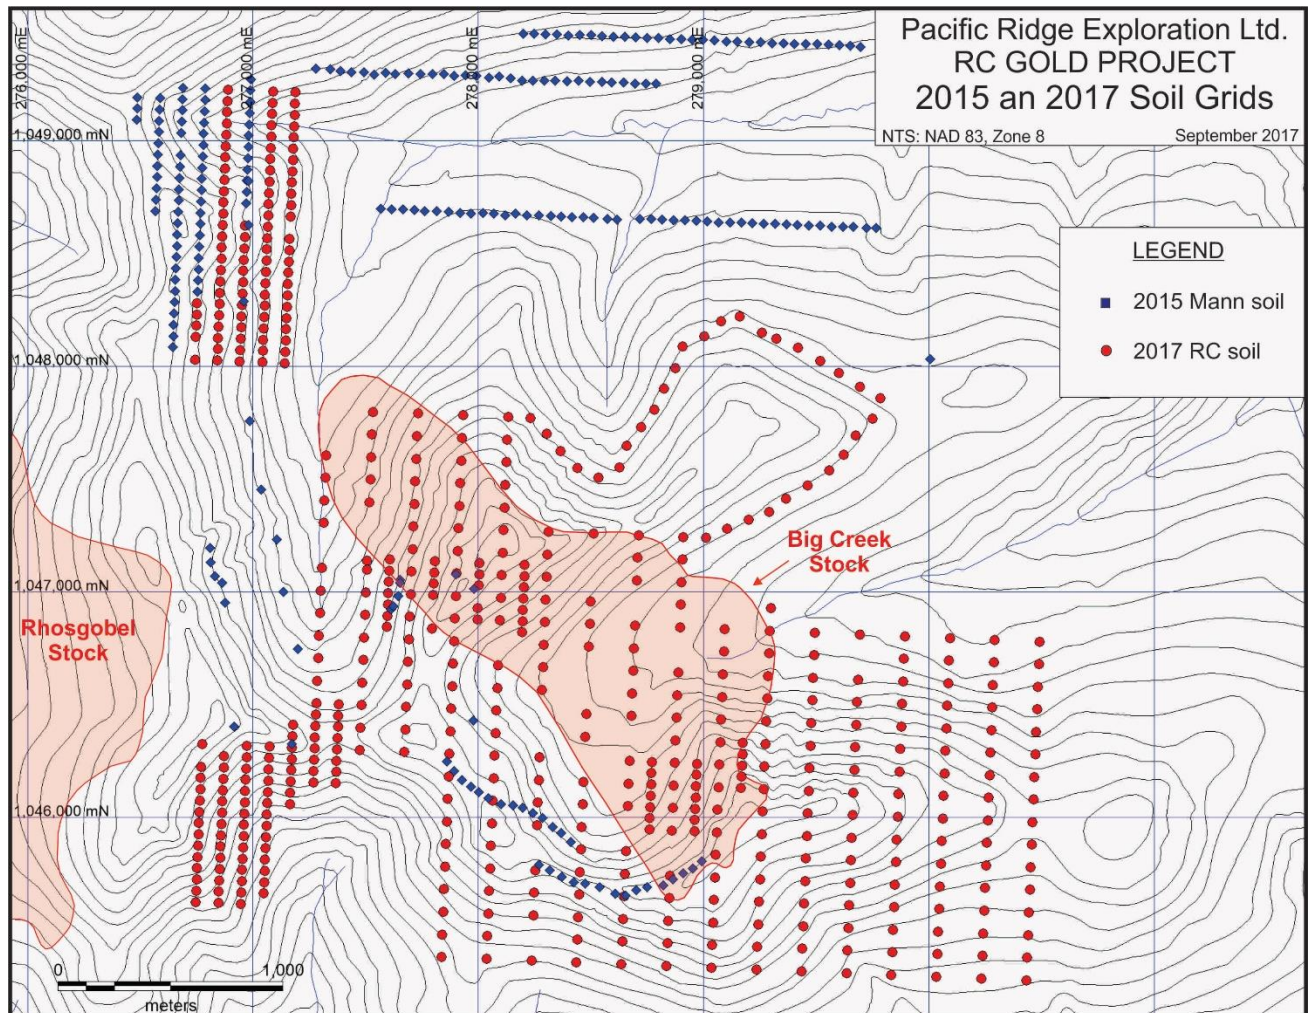 Pacific Ridge Exploration Ltd.
RC GOLD PROJECT
2015 an 2017 Soil Grids
NTS: NAD 83, Zone 8 September 2017
276,000 mE
277,000 mE
278,000 mE
279,000 mE
1,049,000 mN
1,048,000 mN
1,047,000 mN
1,046,000 mN
LEGEND
2015 Mann soil
2017 RC soil
Big Creek
Stock
Rhosgobel
Stock
0 1,000
meters